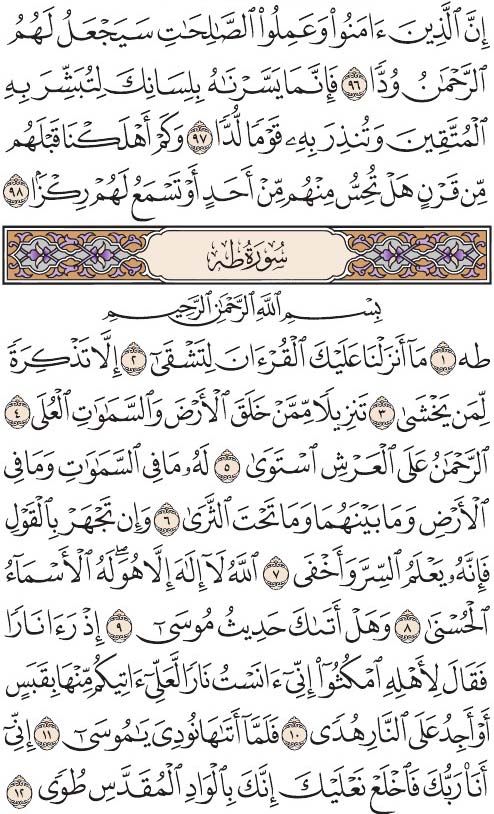 إِنَّ ٱلَّذِينَ ءَامَنُوا۟ وَعَمِلُوا۟ ٱلصَّـٰلِحَـٰتِ سَيَجْعَلُ لَهُمُ
ٱلرَّحْمَـٰنُ وُدًّا ٩٦ فَإِنَّمَا يَسَّرْنَـٰهُ بِلِسَانِكَ لِتُبَشِّرَ بِهِ
ٱلْمُتَّقِينَ وَتُنذِرَ بِهِۦ قَوْمًا لُّدًّا ٩٧ وَكَمْ أَهْلَكْنَا قَبْلَهُم
مِّن قَرْنٍ هَلْ تُحِسُّ مِنْهُم مِّنْ أَحَدٍ أَوْ تَسْمَعُ لَهُمْ رِكْزًۢا ٩٨
سُورَةُ طه
بِسْمِ ٱللَّهِ ٱلرَّحْمَـٰنِ ٱلرَّحِيمِ
طه ١ مَآ أَنزَلْنَا عَلَيْكَ ٱلْقُرْءَانَ لِتَشْقَىٰٓ ٢ إِلَّا تَذْكِرَةً
لِّمَن يَخْشَىٰ ٣ تَنزِيلًا مِّمَّنْ خَلَقَ ٱلْأَرْضَ وَٱلسَّمَـٰوَٰتِ ٱلْعُلَى ٤
ٱلرَّحْمَـٰنُ عَلَى ٱلْعَرْشِ ٱسْتَوَىٰ ٥ لَهُۥ مَا فِى ٱلسَّمَـٰوَٰتِ وَمَا فِى
ٱلْأَرْضِ وَمَا بَيْنَهُمَا وَمَا تَحْتَ ٱلثَّرَىٰ ٦ وَإِن تَجْهَرْ بِٱلْقَوْلِ
فَإِنَّهُۥ يَعْلَمُ ٱلسِّرَّ وَأَخْفَى ٧ ٱللَّهُ لَآ إِلَـٰهَ إِلَّا هُوَ ۖ لَهُ ٱلْأَسْمَآءُ
ٱلْحُسْنَىٰ ٨ وَهَلْ أَتَىٰكَ حَدِيثُ مُوسَىٰٓ ٩ إِذْ رَءَا نَارًا
فَقَالَ لِأَهْلِهِ ٱمْكُثُوٓا۟ إِنِّىٓ ءَانَسْتُ نَارًا لَّعَلِّىٓ ءَاتِيكُم مِّنْهَا بِقَبَسٍ
أَوْ أَجِدُ عَلَى ٱلنَّارِ هُدًى ١٠ فَلَمَّآ أَتَىٰهَا نُودِىَ يَـٰمُوسَىٰٓ ١١ إِنِّىٓ
أَنَا۠ رَبُّكَ فَٱخْلَعْ نَعْلَيْكَ إِنَّكَ بِٱلْوَادِ ٱلْمُقَدَّسِ طُوًى ١٢